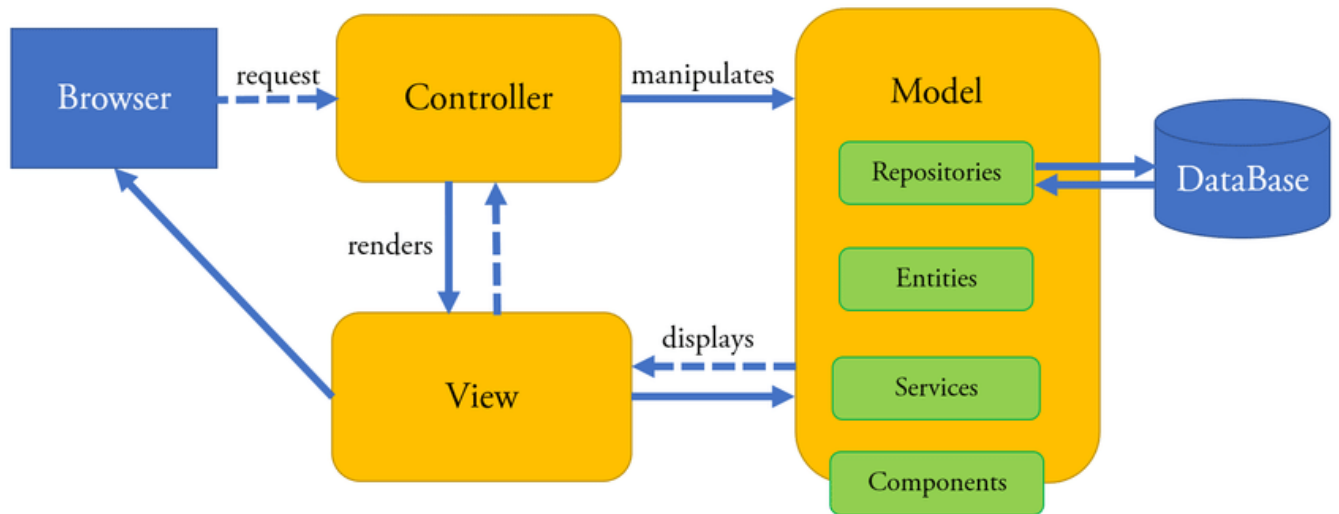 Browser
request
Controller
manipulates
Model
Repositories
DataBase
renders
Entities
displays
View
Services
Components